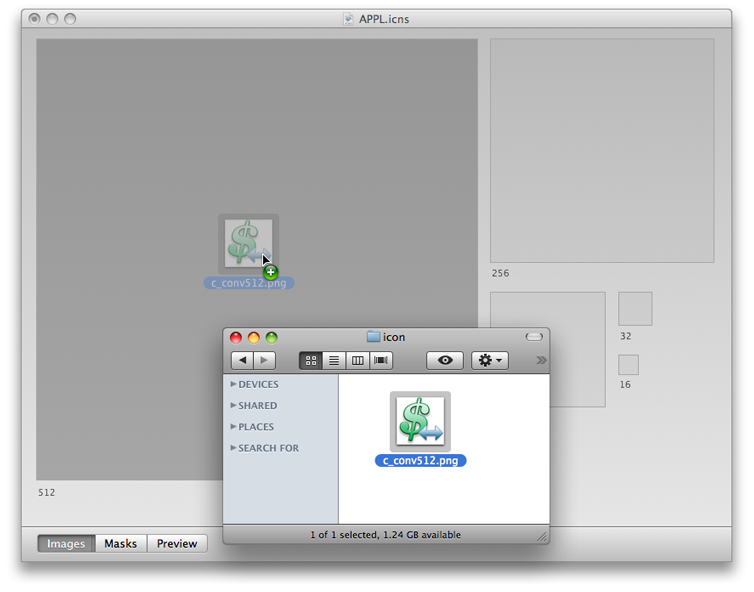 APPL.icns
256
c_conv512.png
icon
32
16
DEVICES
SHARED
PLACES
SEARCH FOR
c_conv512.png
512
1 of 1 selected, 1.24 GB available
Images Masks Preview